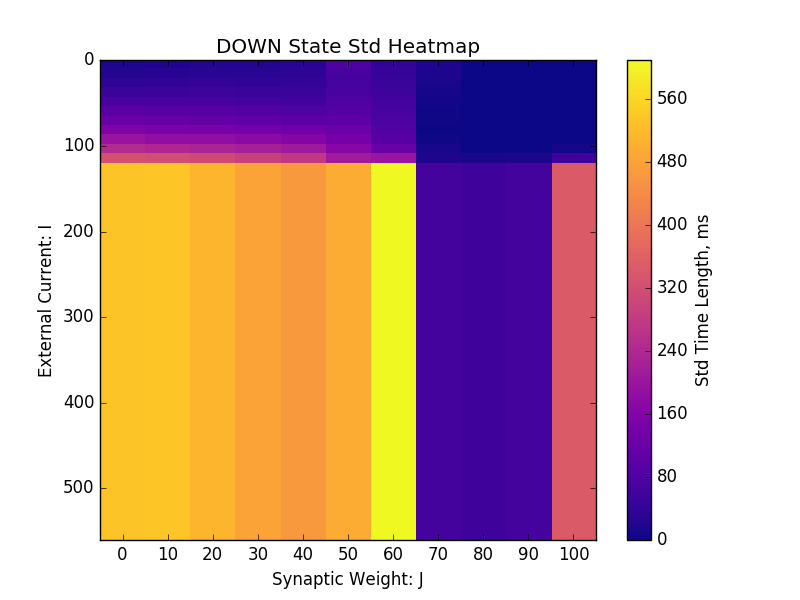 DOWN State Std Heatmap
0
100
200
300
400
500
External Current: I
0 10 20 30 40 50 60 70 80 90 100
Synaptic Weight: J
560
480
400
320
240
160
80
0
Std Time Length, ms